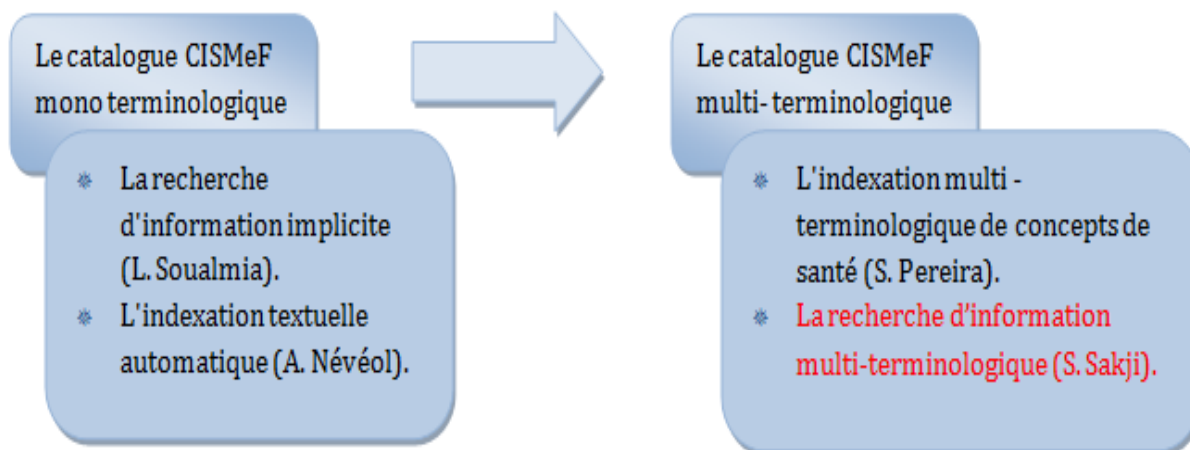 Le catalogue CISMeF
mono terminologique
La recherche
d'information implicite
(L. Soualmia).
L'indexation textuelle
automatique (A. Névéol).
Le catalogue CISMeF
multi- terminologique
L'indexation multi -
terminologique de concepts de
santé (S. Pereira).
La recherche d’information
multi-terminologique (S. Sakji).